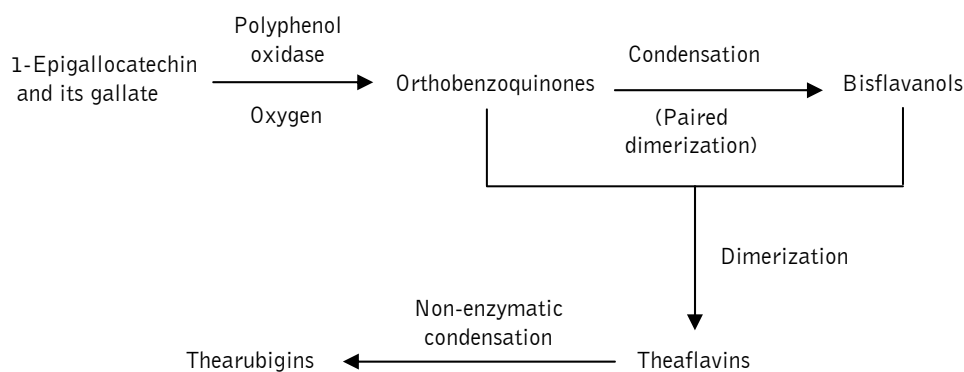 Polyphenol
oxidase
1-Epigallocatechin
and its gallate
Oxygen
Orthobenzoquinones
Condensation
(Paired
dimerization)
Bisflavanols
Dimerization
Theaflavins
Non-enzymatic
condensation
Thearubigins